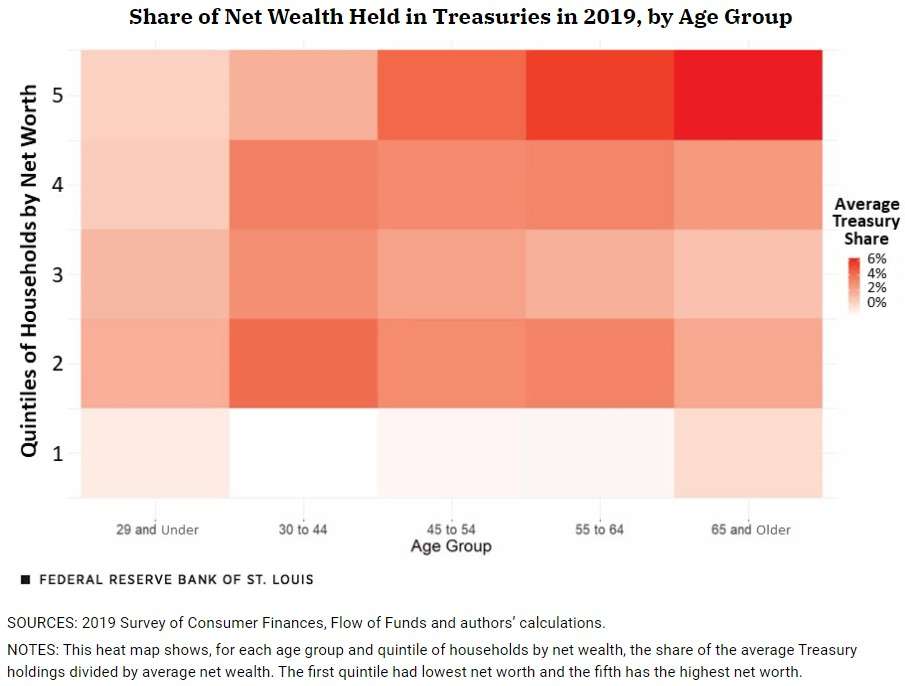 Share of Net Wealth Held in Treasuries in 2019, by Age Group
Quintiles of Households by Net Worth
5
4
3
2
1
Average
Treasury
Share
6%
4%
2%
0%
29 and Under
30 to 44
45 to 54
55 to 64
65 and Older
Age Group
■ FEDERAL RESERVE BANK OF ST. LOUIS
SOURCES: 2019 Survey of Consumer Finances, Flow of Funds and authors’ calculations.
NOTES: This heat map shows, for each age group and quintile of households by net wealth, the share of the average Treasury
holdings divided by average net wealth. The first quintile had lowest net worth and the fifth has the highest net worth.